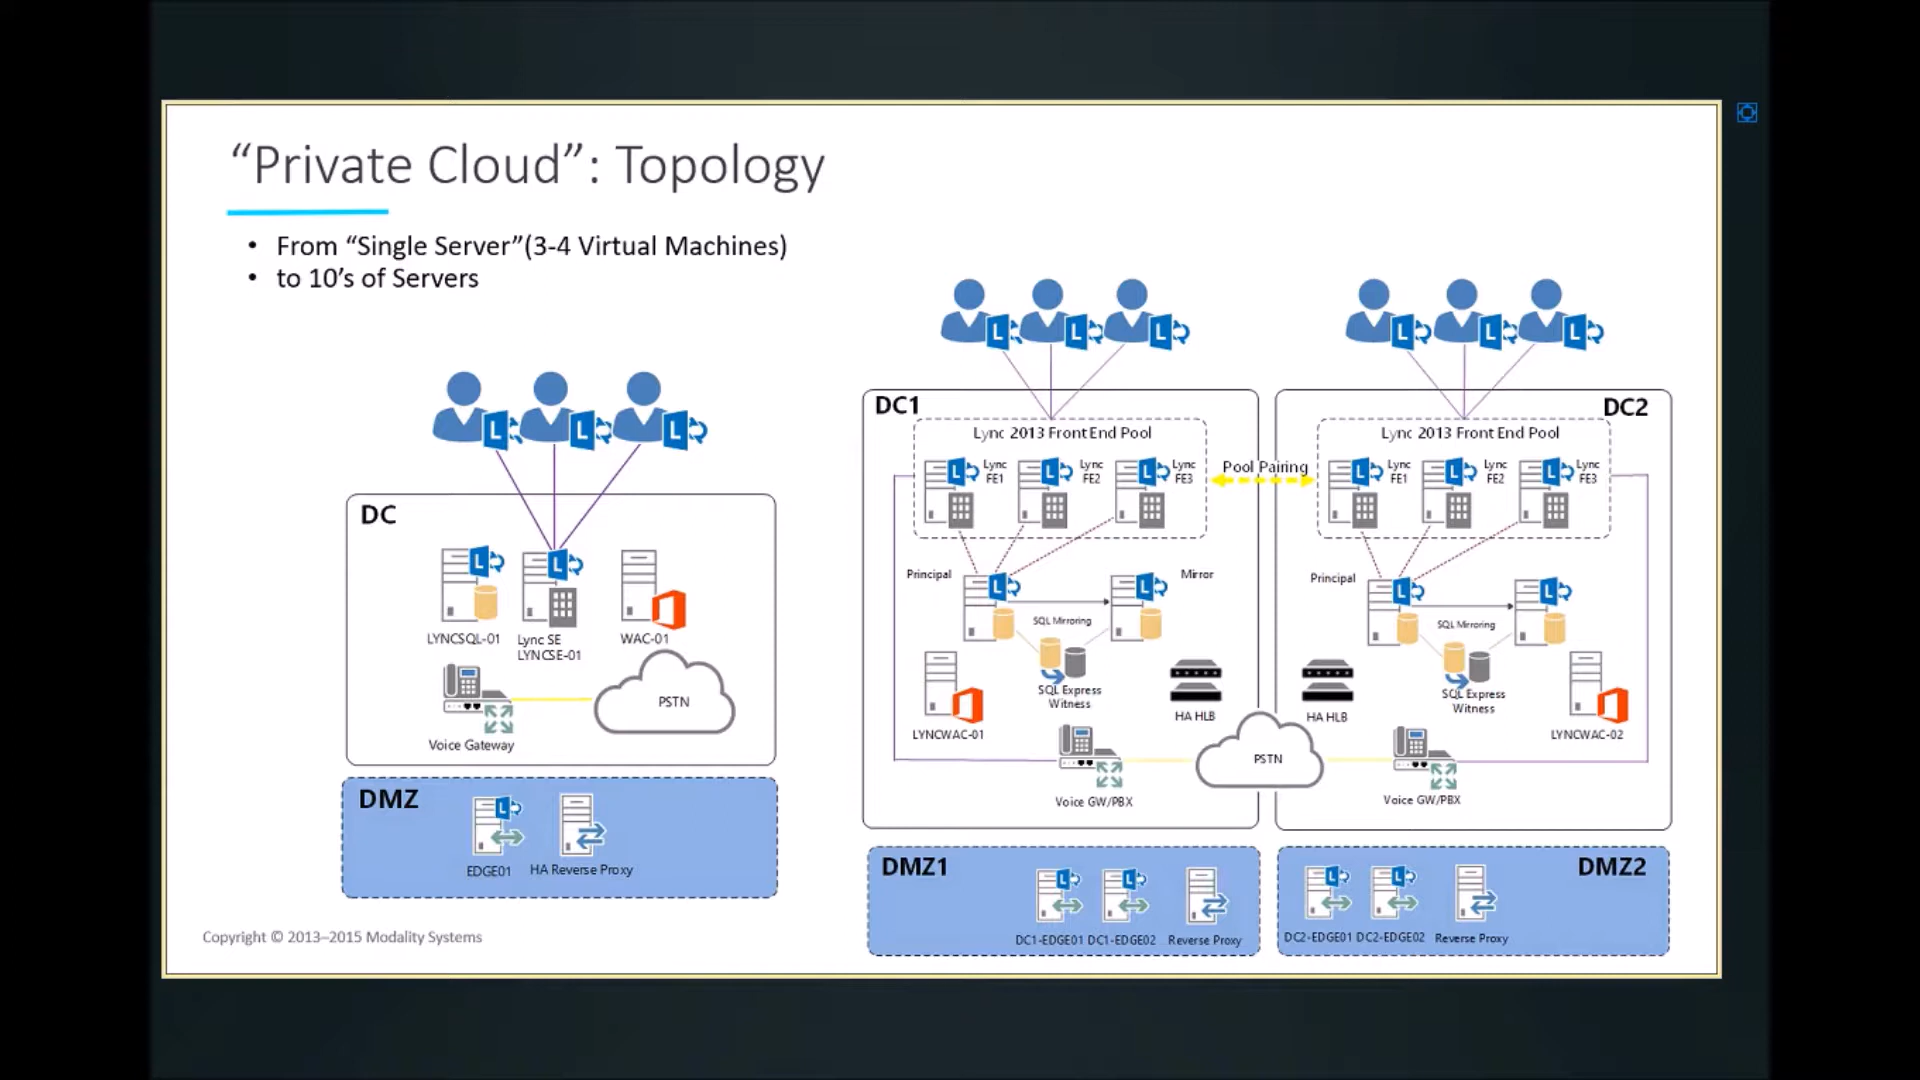 “Private Cloud”: Topology
• From “Single Server”(3-4 Virtual Machines)
• to 10’s of Servers
DC
LYNCSQL-01
Lync SE
LYNCSE-01
WAC-01
PSTN
Voice Gateway
DMZ
EDGE01
HA Reverse Proxy
DC1
Lync 2013 Front End Pool
Lync
FE1
Lync
FE2
Lync
FE3
Principal
Mirror
SQL Mirroring
SQL Express
Witness
LYNCWAC-01
HA HLB
Voice GW/PBX
Pool Pairing
PSTN
DC2
Lync 2013 Front End Pool
Lync
FE1
Lync
FE2
Lync
FE3
Principal
SQL Mirroring
SQL Express
Witness
HA HLB
LYNCWAC-02
Voice GW/PBX
DMZ1
DC1-EDGE01
DC1-EDGE02
Reverse Proxy
DMZ2
DC2-EDGE01
DC2-EDGE02
Reverse Proxy
Copyright © 2013–2015 Modality Systems